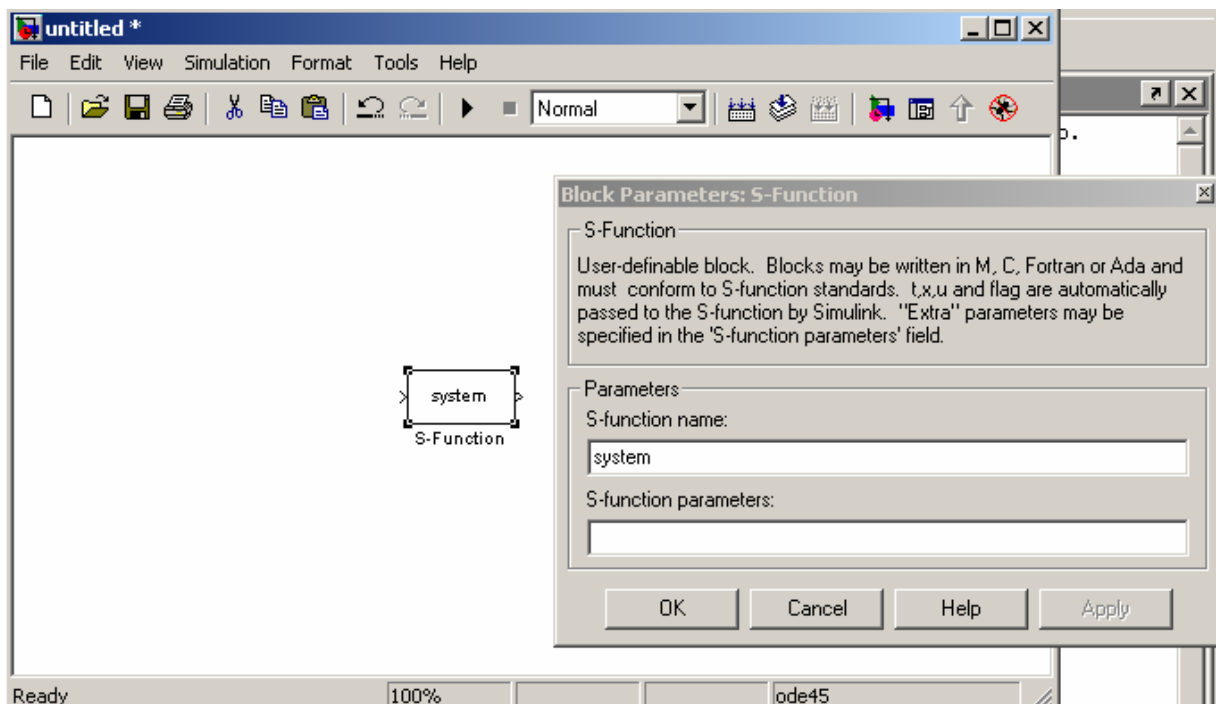 untitled *
File Edit View Simulation Format Tools Help
Normal
p.
Block Parameters: S-Function
S-Function
User-definable block. Blocks may be written in M, C, Fortran or Ada and
must conform to S-function standards. t,x,u and flag are automatically
passed to the S-function by Simulink. "Extra" parameters may be
specified in the 'S-function parameters' field.
system
S-Function
Parameters
S-function name:
system
S-function parameters:
OK Cancel Help Apply
Ready 100% ode45